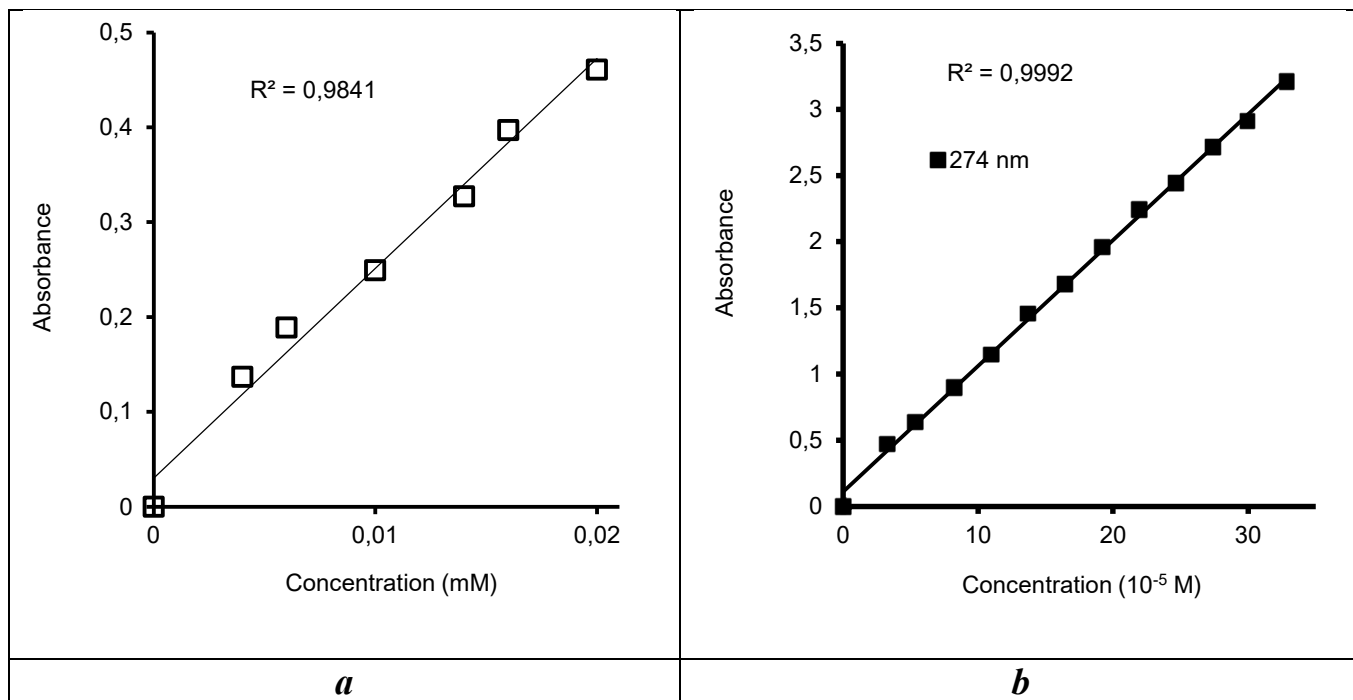 0,5
0,4
0,3
0,2
0,1
0
0
0,01
0,02
R² = 0,9841
Absorbance
Concentration (mM)
a
3,5
3
2,5
2
1,5
1
0,5
0
0
10
20
30
R² = 0,9992
274 nm
Absorbance
Concentration (10⁻⁵ M)
b